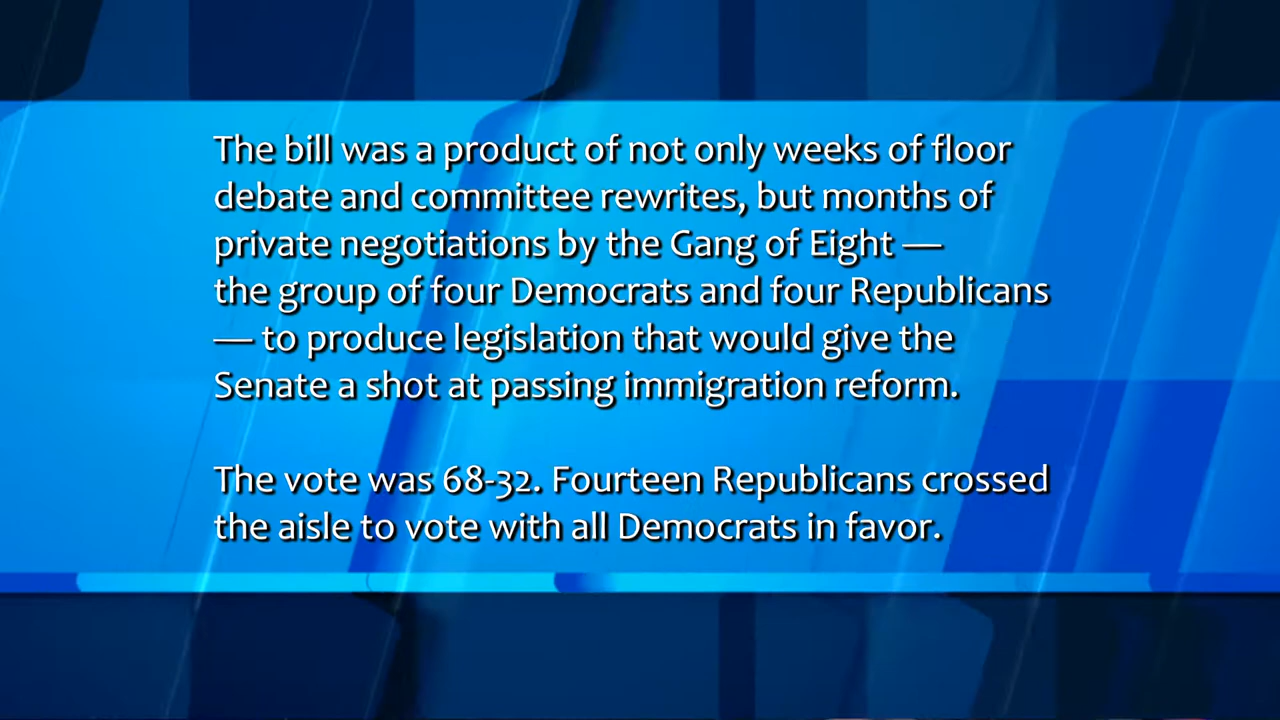 The bill was a product of not only weeks of floor
debate and committee rewrites, but months of
private negotiations by the Gang of Eight —
the group of four Democrats and four Republicans
— to produce legislation that would give the
Senate a shot at passing immigration reform.
The vote was 68-32. Fourteen Republicans crossed
the aisle to vote with all Democrats in favor.